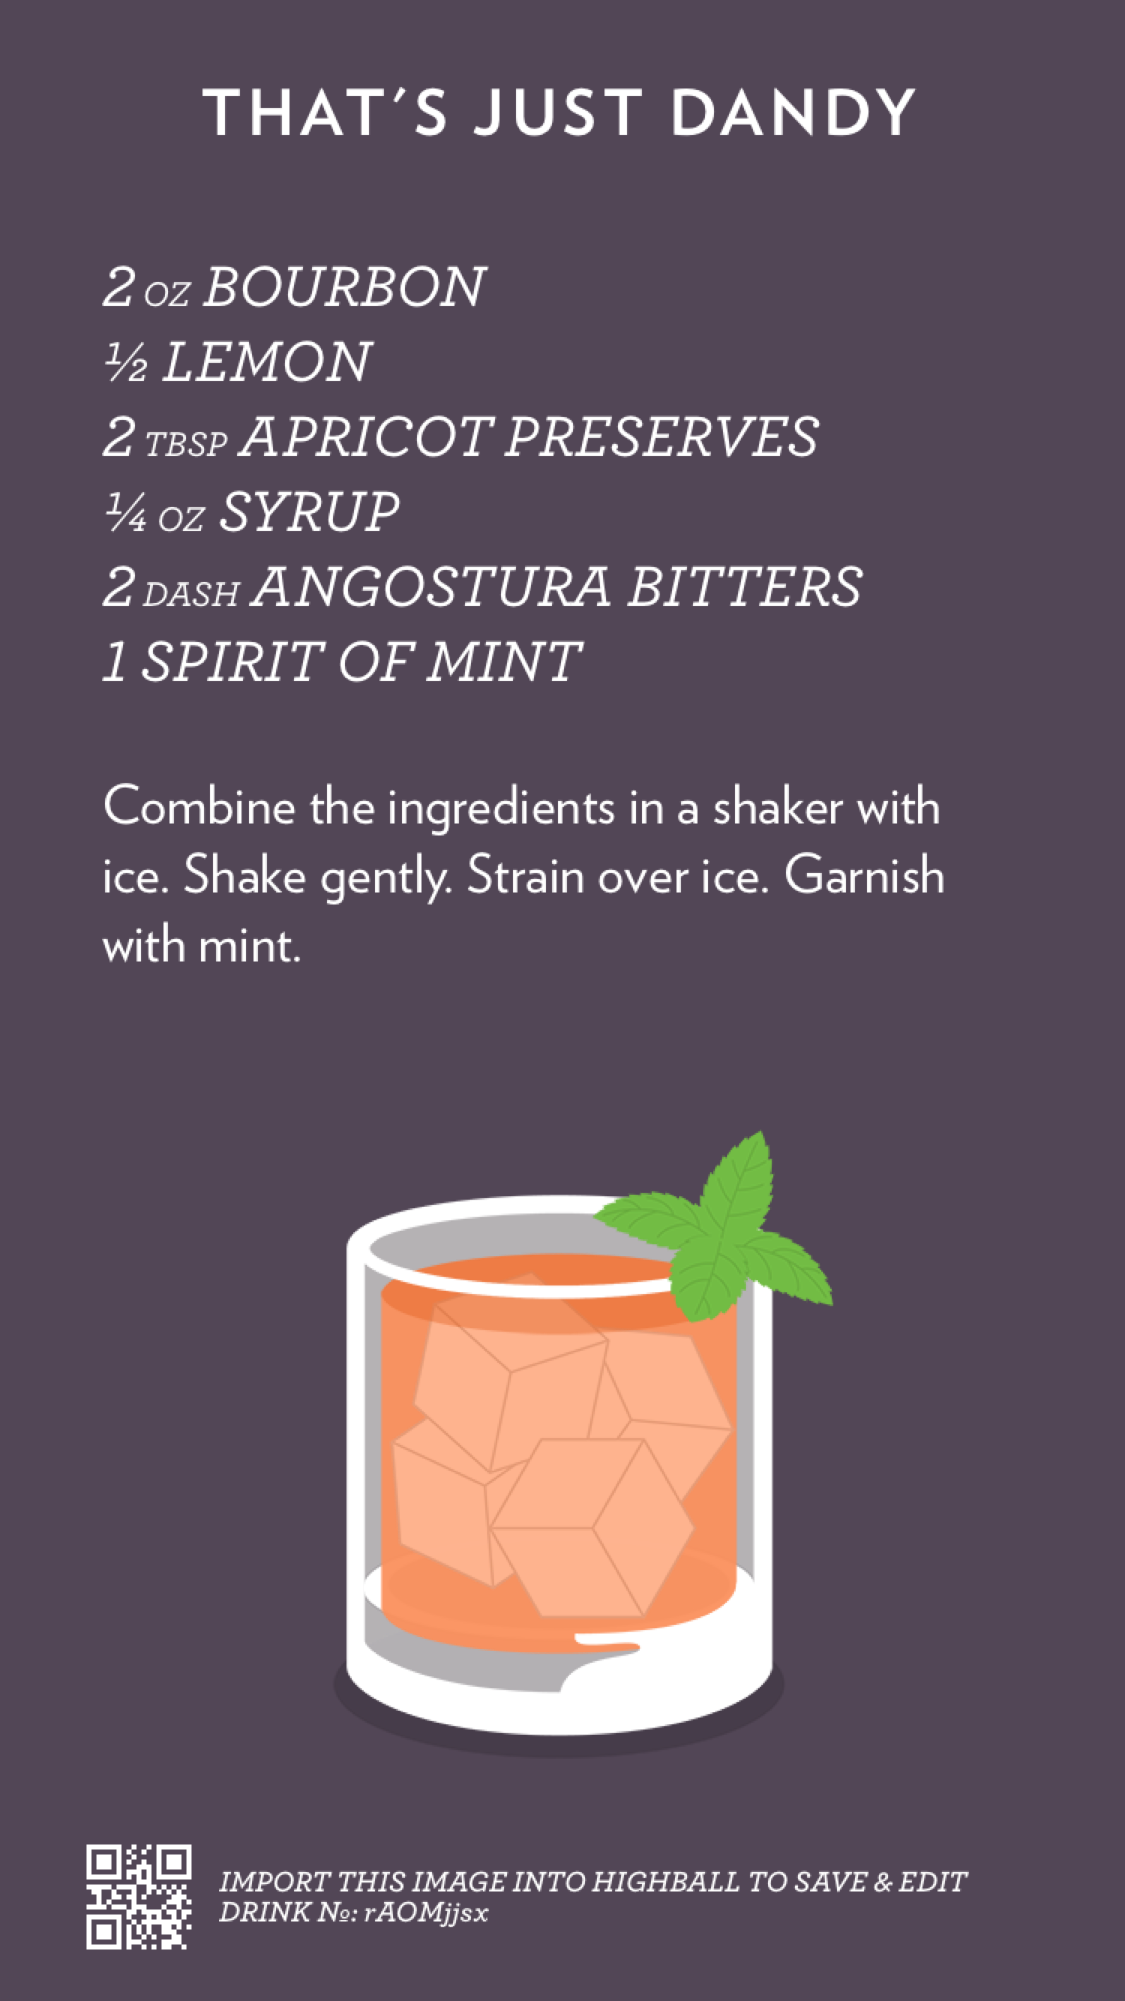 THAT'S JUST DANDY
2 OZ BOURBON
½ LEMON
2 TBSP APRICOT PRESERVES
¼ OZ SYRUP
2 DASH ANGOSTURA BITTERS
1 SPIRIT OF MINT
Combine the ingredients in a shaker with
ice. Shake gently. Strain over ice. Garnish
with mint.
IMPORT THIS IMAGE INTO HIGHBALL TO SAVE & EDIT
DRINK №: rAOMjjsx